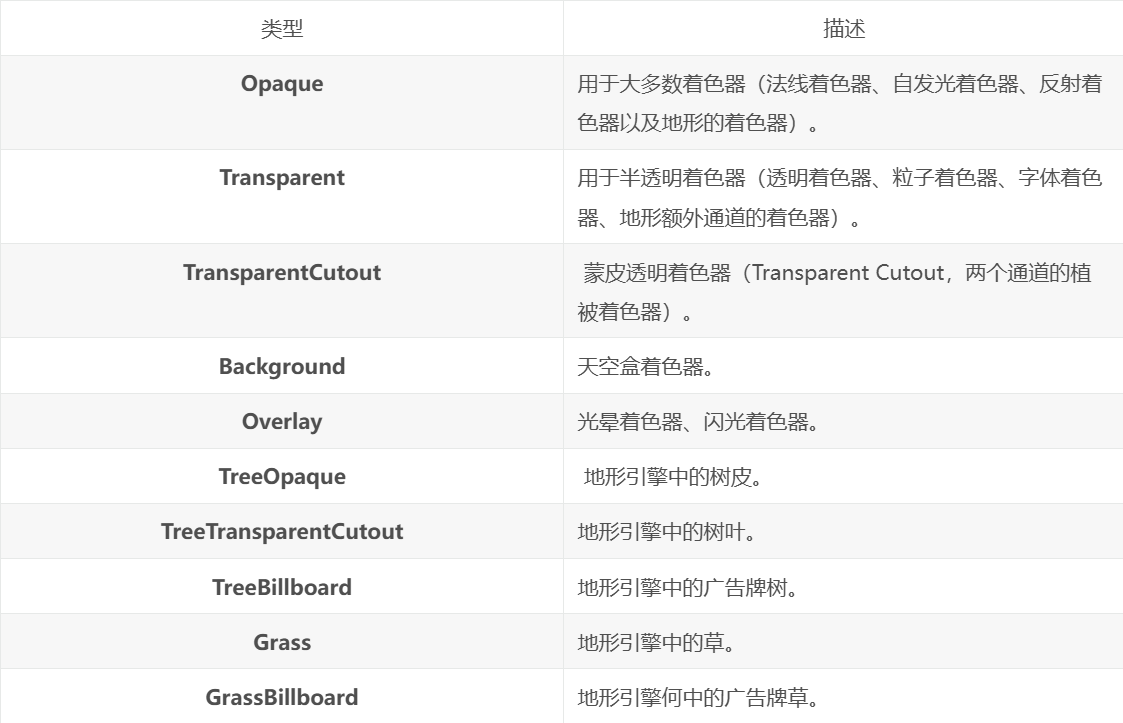 类型
描述
Opaque
用于大多数着色器（法线着色器、自发光着色器、反射着
色器以及地形的着色器）。
Transparent
用于半透明着色器（透明着色器、粒子着色器、字体着色
器、地形额外通道的着色器）。
TransparentCutout
蒙皮透明着色器（Transparent Cutout，两个通道的植
被着色器）。
Background
天空盒着色器。
Overlay
光晕着色器、闪光着色器。
TreeOpaque
地形引擎中的树皮。
TreeTransparentCutout
地形引擎中的树叶。
TreeBillboard
地形引擎中的广告牌树。
Grass
地形引擎中的草。
GrassBillboard
地形引擎何中的广告牌草。